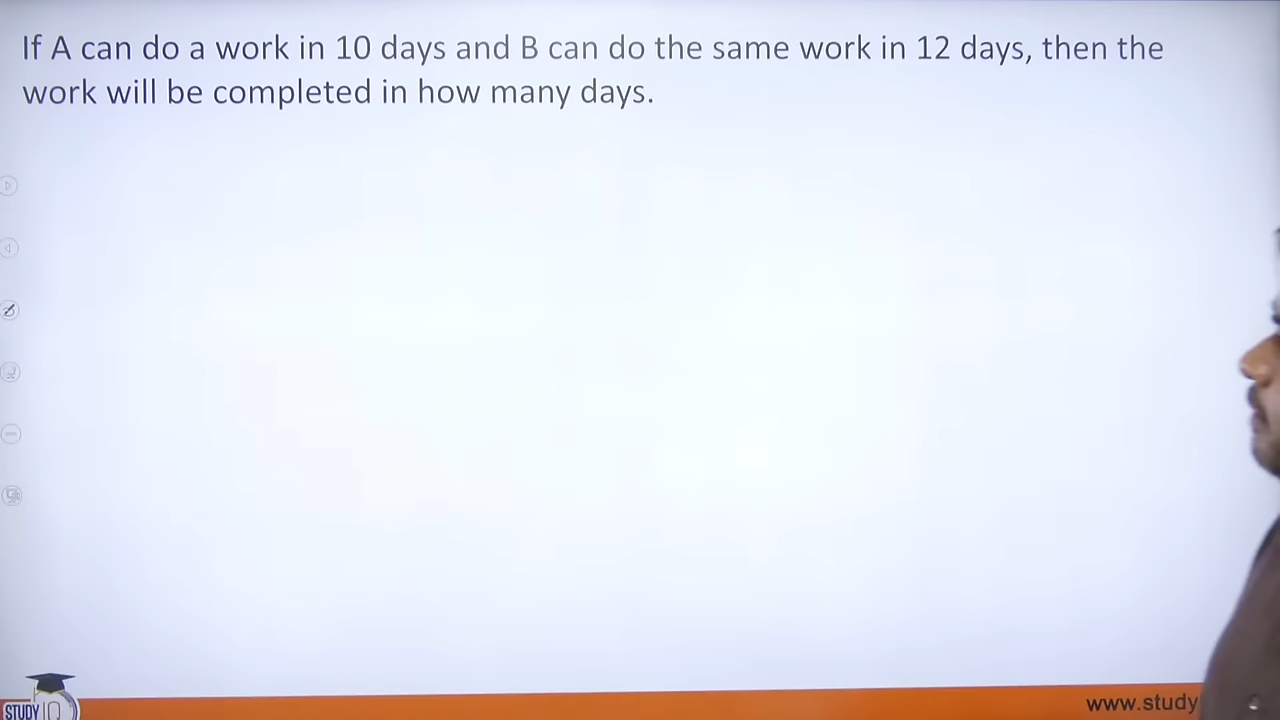 If A can do a work in 10 days and B can do the same work in 12 days, then the
work will be completed in how many days.
STUDY IQ
www.study